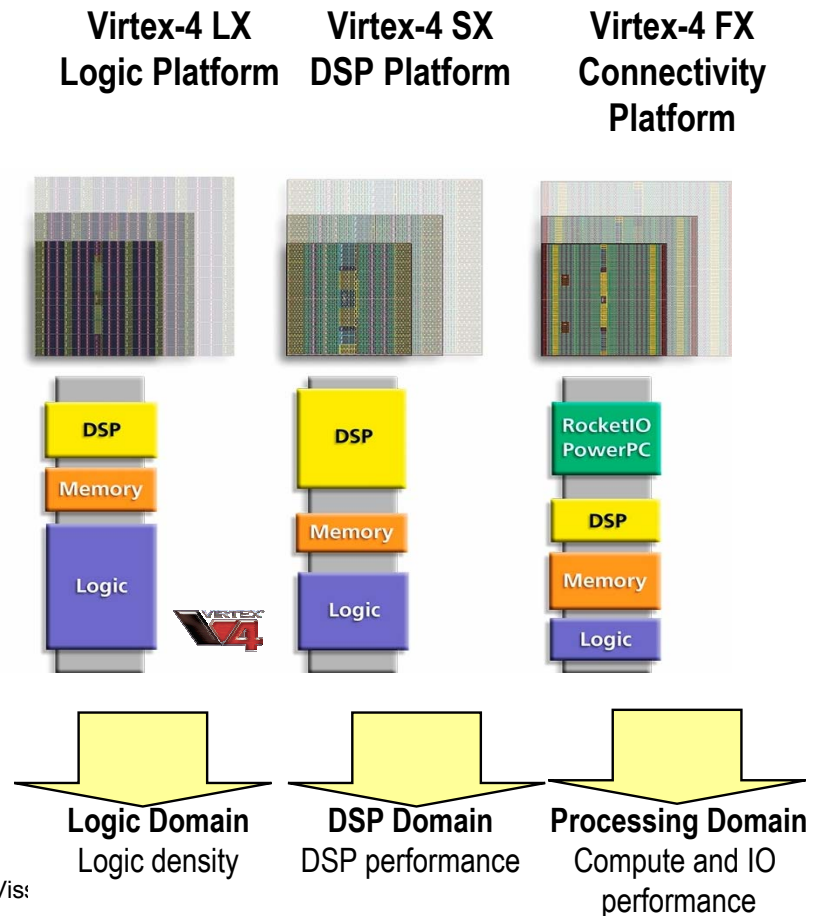 Virtex-4 LX
Logic Platform
Virtex-4 SX
DSP Platform
Virtex-4 FX
Connectivity
Platform
DSP
Memory
Logic
DSP
Memory
Logic
RocketIO
PowerPC
DSP
Memory
Logic
VIRTEX
4
Logic Domain
Logic density
DSP Domain
DSP performance
Processing Domain
Compute and IO
performance